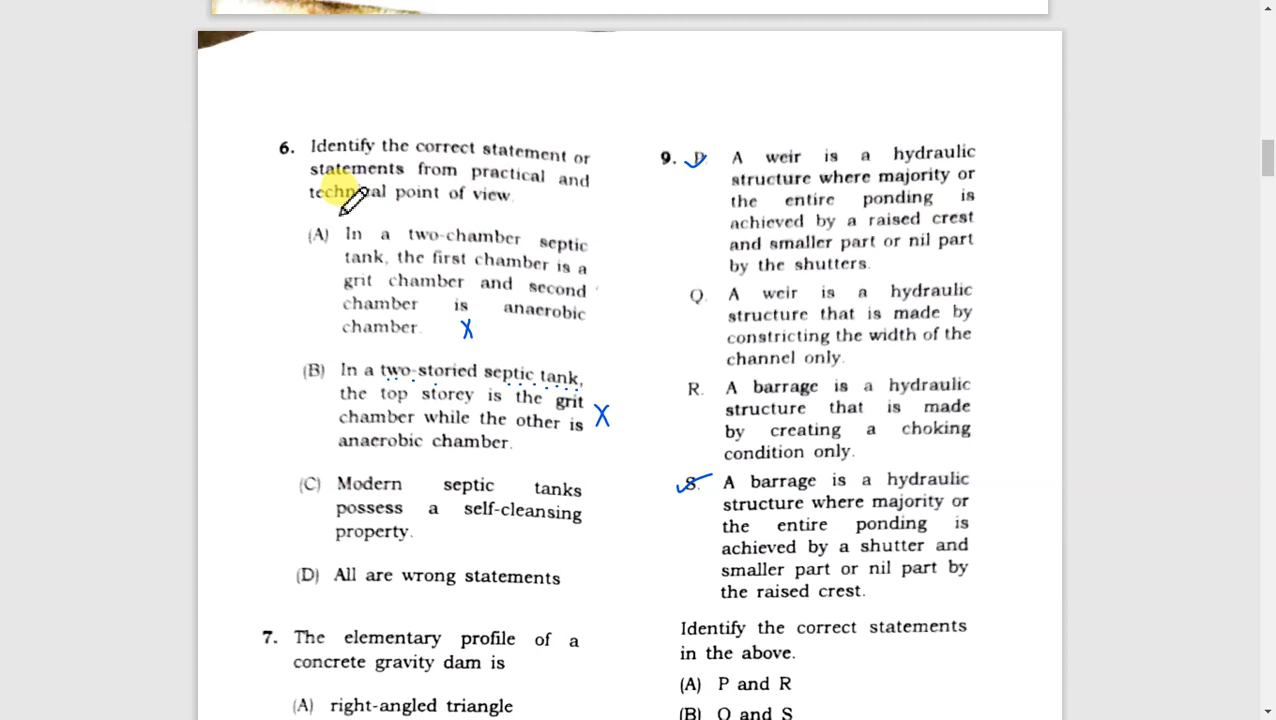 6. Identify the correct statement or
statements from practical and
technical point of view.
(A) In a two-chamber septic
tank, the first chamber is a
grit chamber and second
chamber is anaerobic
chamber. X
(B) In a two-storied septic tank,
the top storey is the grit
chamber while the other is X
anaerobic chamber.
(C) Modern septic tanks
possess a self-cleansing
property.
(D) All are wrong statements
7. The elementary profile of a
concrete gravity dam is
(A) right-angled triangle
9. P. A weir is a hydraulic
structure where majority or
the entire ponding is
achieved by a raised crest
and smaller part or nil part
by the shutters.
Q. A weir is a hydraulic
structure that is made by
constricting the width of the
channel only.
R. A barrage is a hydraulic
structure that is made
by creating a choking
condition only.
S. A barrage is a hydraulic
structure where majority or
the entire ponding is
achieved by a shutter and
smaller part or nil part by
the raised crest.
Identify the correct statements
in the above.
(A) P and R
(B) Q and S